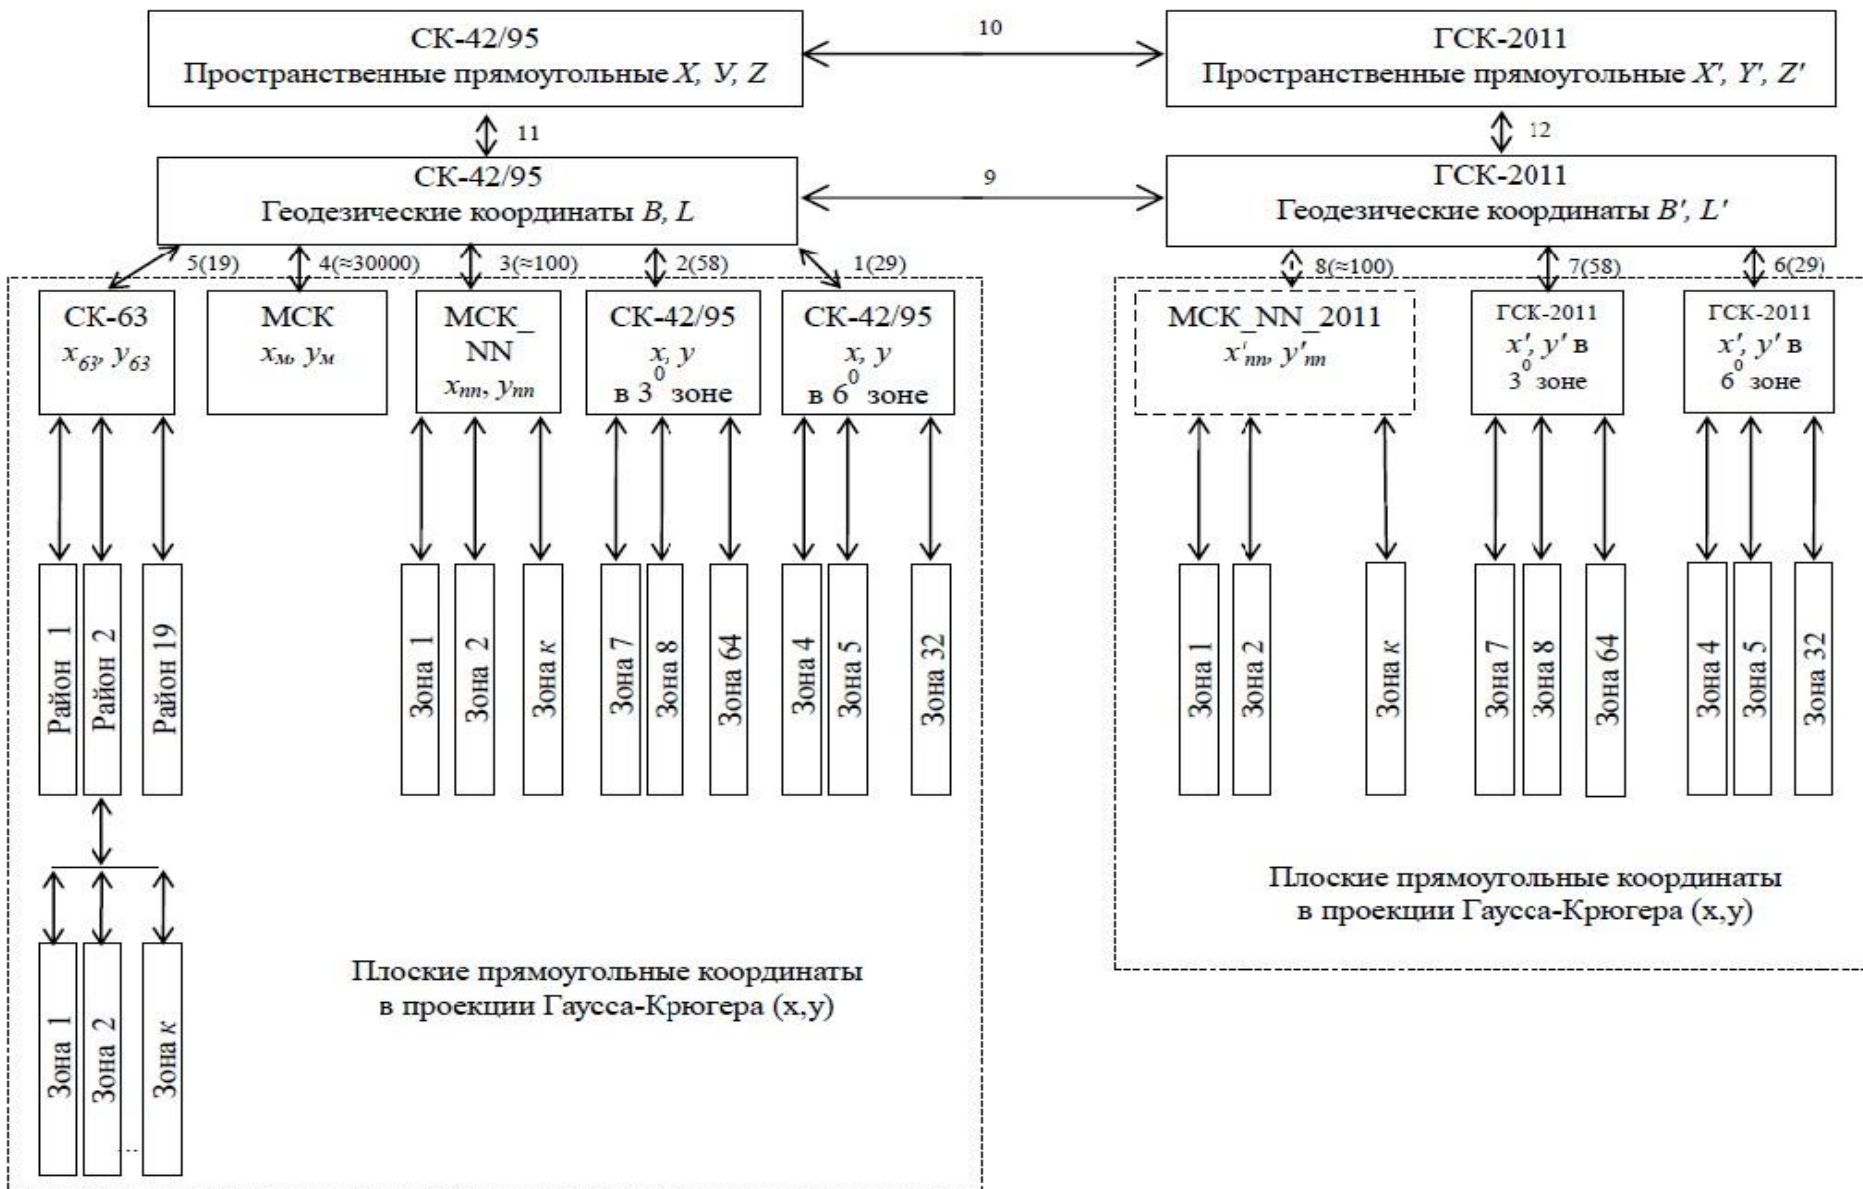 СК-42/95
Пространственные прямоугольные X, У, Z
10
ГСК-2011
Пространственные прямоугольные X', Y', Z'
11
12
СК-42/95
Геодезические координаты B, L
9
ГСК-2011
Геодезические координаты B', L'
5(19)
4(≈30000)
3(≈100)
2(58)
1(29)
8(≈100)
7(58)
6(29)
СК-63
x63, y63
МСК
xм, yм
МСК_
NN
xnn, ynn
СК-42/95
x, y
в 3⁰ зоне
СК-42/95
x, y
в 6⁰ зоне
МСК_NN_2011
x'nn, y'nn
ГСК-2011
x', y' в
3⁰ зоне
ГСК-2011
x', y' в
6⁰ зоне
Район 1
Район 2
Район 19
Зона 1
Зона 2
Зона к
Зона 7
Зона 8
Зона 64
Зона 4
Зона 5
Зона 32
Зона 1
Зона 2
Зона к
Зона 7
Зона 8
Зона 64
Зона 4
Зона 5
Зона 32
Плоские прямоугольные координаты
в проекции Гаусса-Крюгера (x,y)
Плоские прямоугольные координаты
в проекции Гаусса-Крюгера (x,y)
Зона 1
Зона 2
...
Зона к